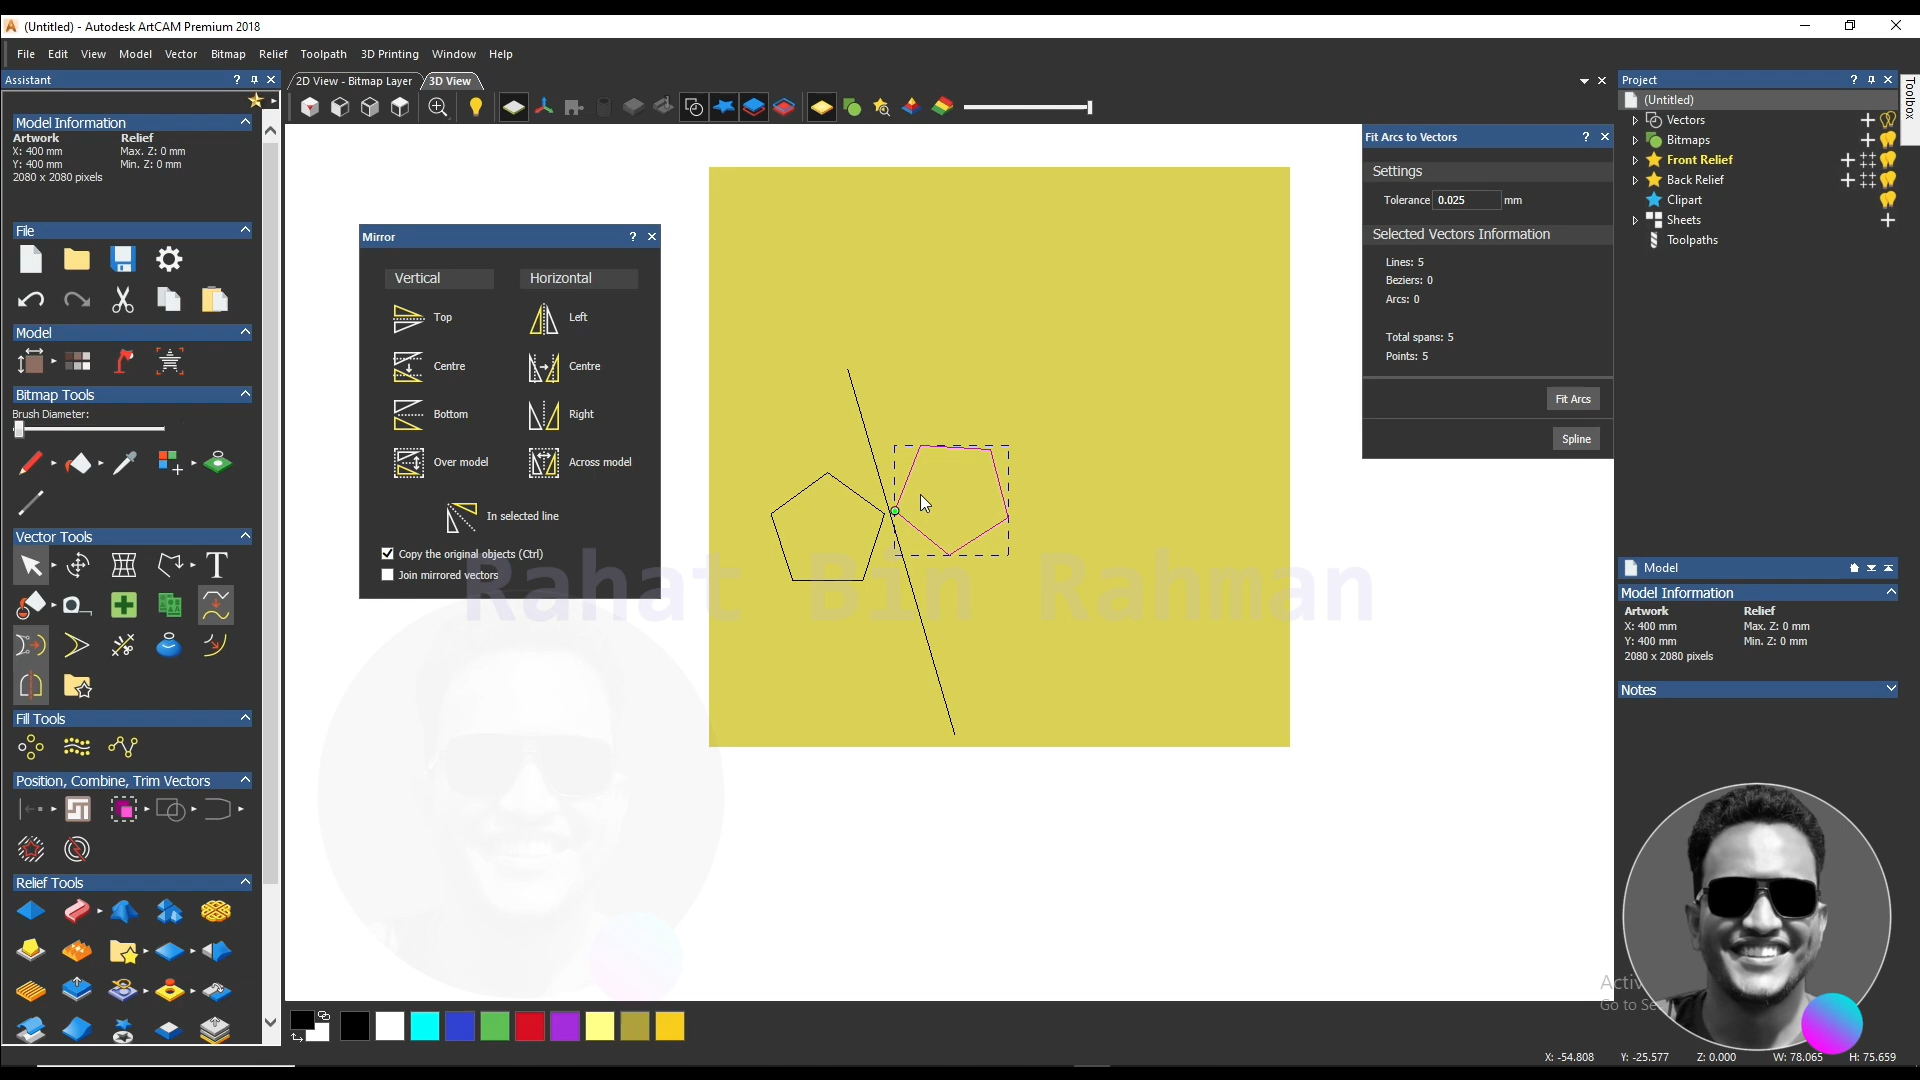 (Untitled) - Autodesk ArtCAM Premium 2018
File Edit View Model Vector Bitmap Relief Toolpath 3D Printing Window Help
Assistant
2D View - Bitmap Layer
3D View
Model Information
Artwork Relief
X: 400 mm Max. Z: 0 mm
Y: 400 mm Min. Z: 0 mm
2080 x 2080 pixels
File
Model
Bitmap Tools
Brush Diameter:
Vector Tools
Fill Tools
Position, Combine, Trim Vectors
Relief Tools
Mirror
Vertical Horizontal
Top Left
Centre Centre
Bottom Right
Over model Across model
In selected line
Copy the original objects (Ctrl)
Join mirrored vectors
Rahat Bin Rahman
Fit Arcs to Vectors
Settings
Tolerance 0.025 mm
Selected Vectors Information
Lines: 5
Beziers: 0
Arcs: 0
Total spans: 5
Points: 5
Fit Arcs
Spline
Project
(Untitled)
Vectors
Bitmaps
Front Relief
Back Relief
Clipart
Sheets
Toolpaths
Toolbox
Model
Model Information
Artwork Relief
X: 400 mm Max. Z: 0 mm
Y: 400 mm Min. Z: 0 mm
2080 x 2080 pixels
Notes
Go to
X: -54.808 Y: -25.577 Z: 0.000 W: 78.065 H: 75.659